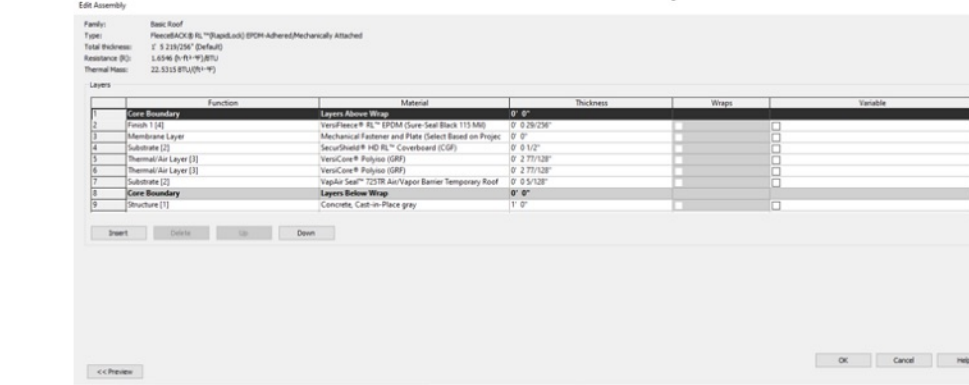 Edit Assembly
Family: Basic Roof
Type: FleeceBACK® RL™(RapidLock) EPDM-Adhered/Mechanically Attached
Total thickness: 1' 5 219/256" (Default)
Resistance (R): 1.6546 (h·ft²·°F)/BTU
Thermal Mass: 22.5315 BTU/(ft²·°F)
Layers
Function Material Thickness Wraps Variable
1 Core Boundary Layers Above Wrap 0' 0"
2 Finish 1 [4] VersiFleece® RL™ EPDM (Sure-Seal Black 115 Mil) 0' 0 29/256"
3 Membrane Layer Mechanical Fastener and Plate (Select Based on Projec 0' 0"
4 Substrate [2] SecurShield® HD RL™ Coverboard (CGF) 0' 0 1/2"
5 Thermal/Air Layer [3] VersiCore® Polyiso (GRF) 0' 2 77/128"
6 Thermal/Air Layer [3] VersiCore® Polyiso (GRF) 0' 2 77/128"
7 Substrate [2] VapAir Seal™ 725TR Air/Vapor Barrier Temporary Roof 0' 0 5/128"
8 Core Boundary Layers Below Wrap 0' 0"
9 Structure [1] Concrete, Cast-in-Place gray 1' 0"
Insert Delete Up Down
OK Cancel Help
<< Preview